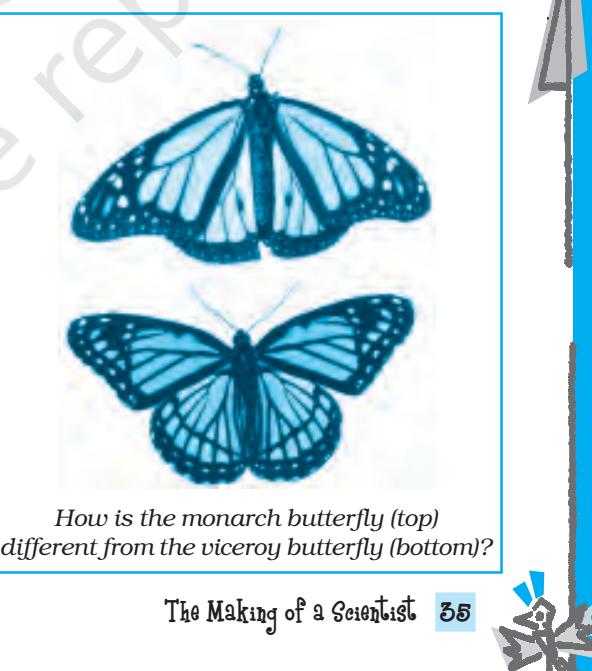 e rep
How is the monarch butterfly (top)
different from the viceroy butterfly (bottom)?
The Making of a Scientist 35